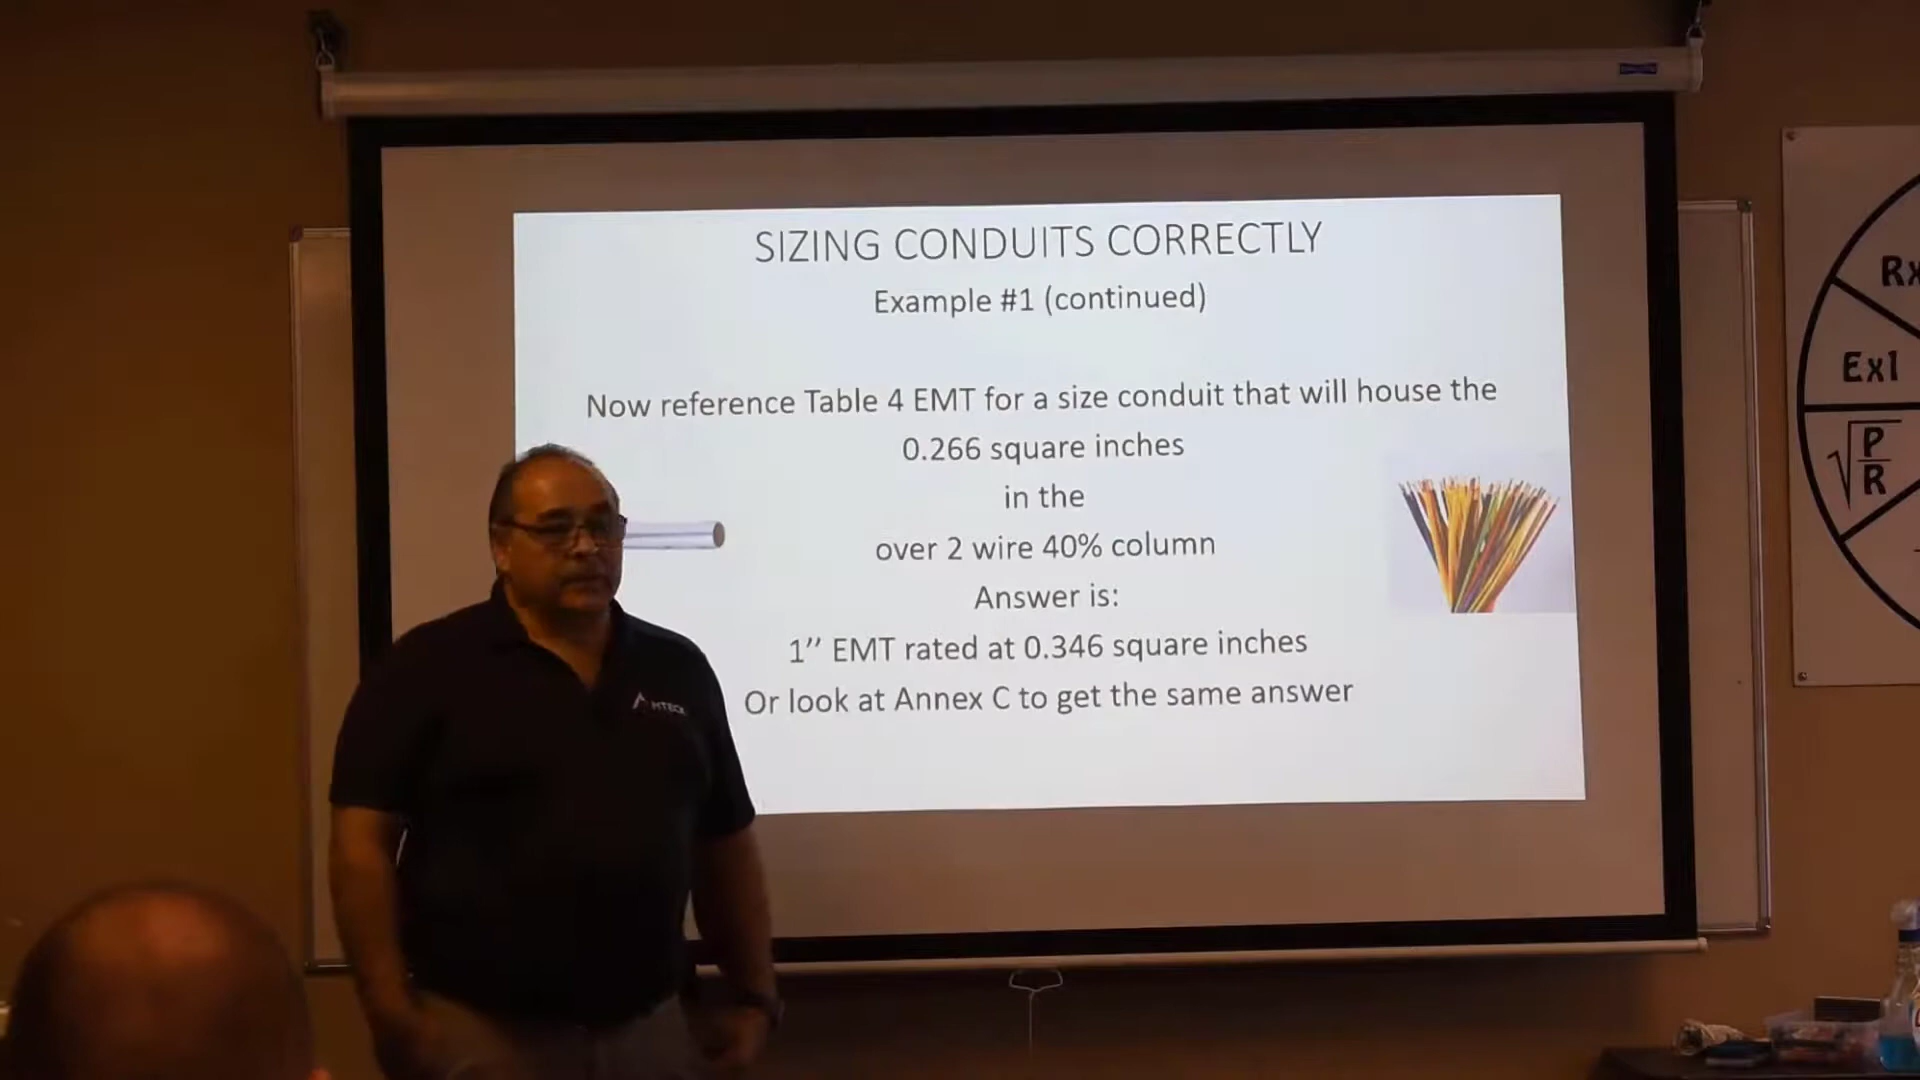 SIZING CONDUITS CORRECTLY
Example #1 (continued)
Now reference Table 4 EMT for a size conduit that will house the
0.266 square inches
in the
over 2 wire 40% column
Answer is:
1’’ EMT rated at 0.346 square inches
Or look at Annex C to get the same answer
Rx
ExI
√P/R